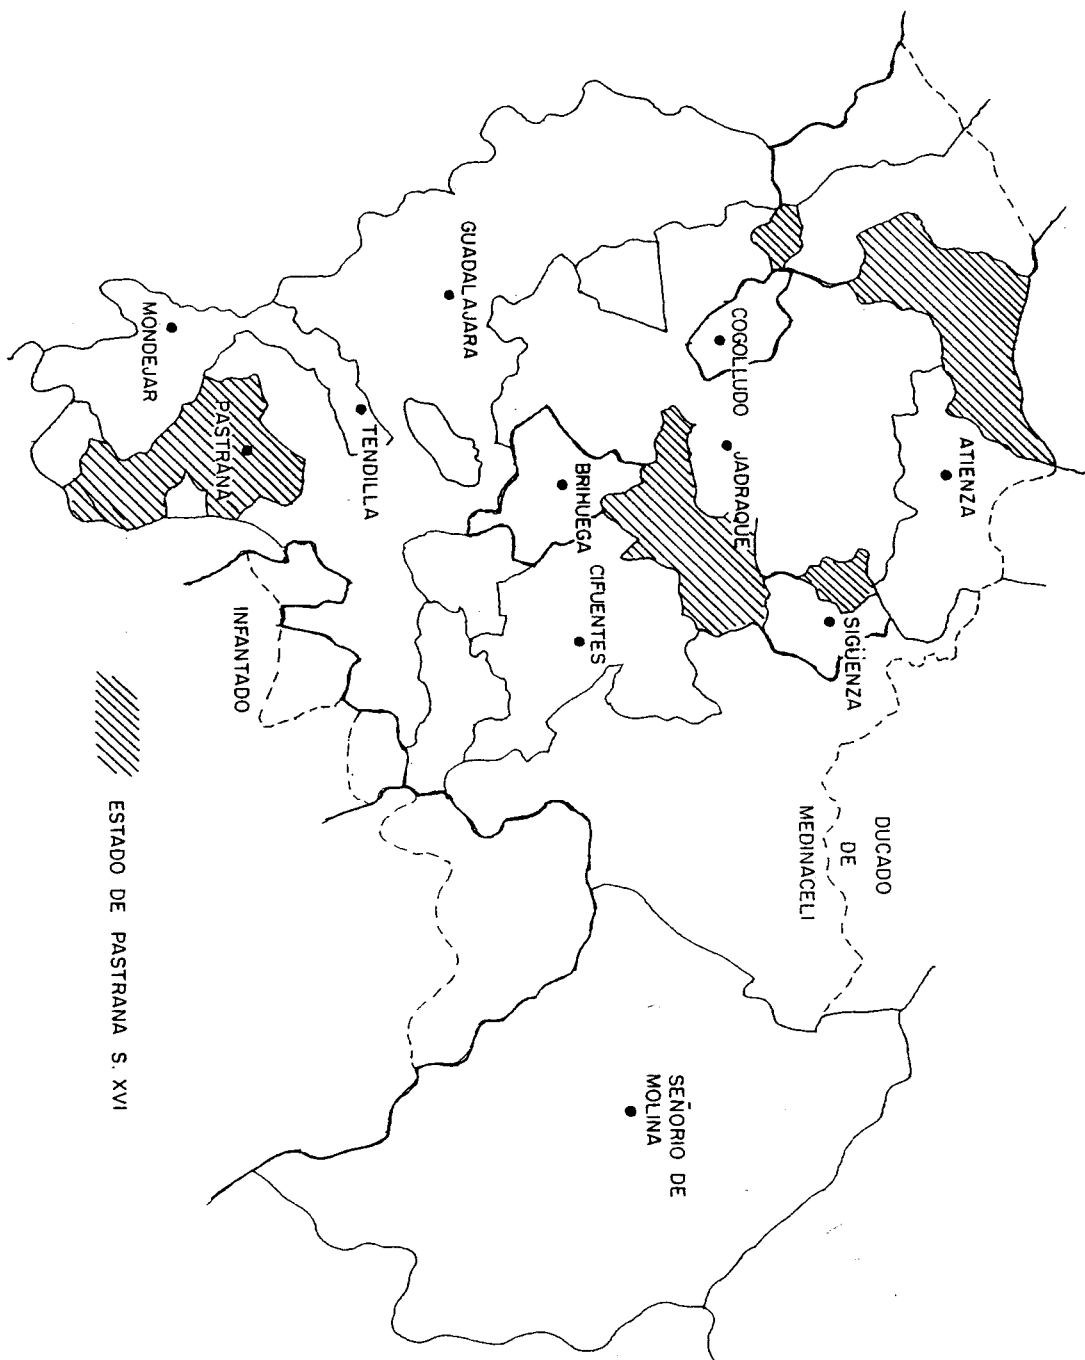 ATIENZA
DUCADO
DE
MEDINACELI
SIGÜENZA
COGOLLUDO
JADRAQUE
SEÑORIO DE
MOLINA
BRIHUEGA
CIFUENTES
GUADALAJARA
TENDILLA
PASTRANA
INFANTADO
MONDEJAR
ESTADO DE PASTRANA S. XVI